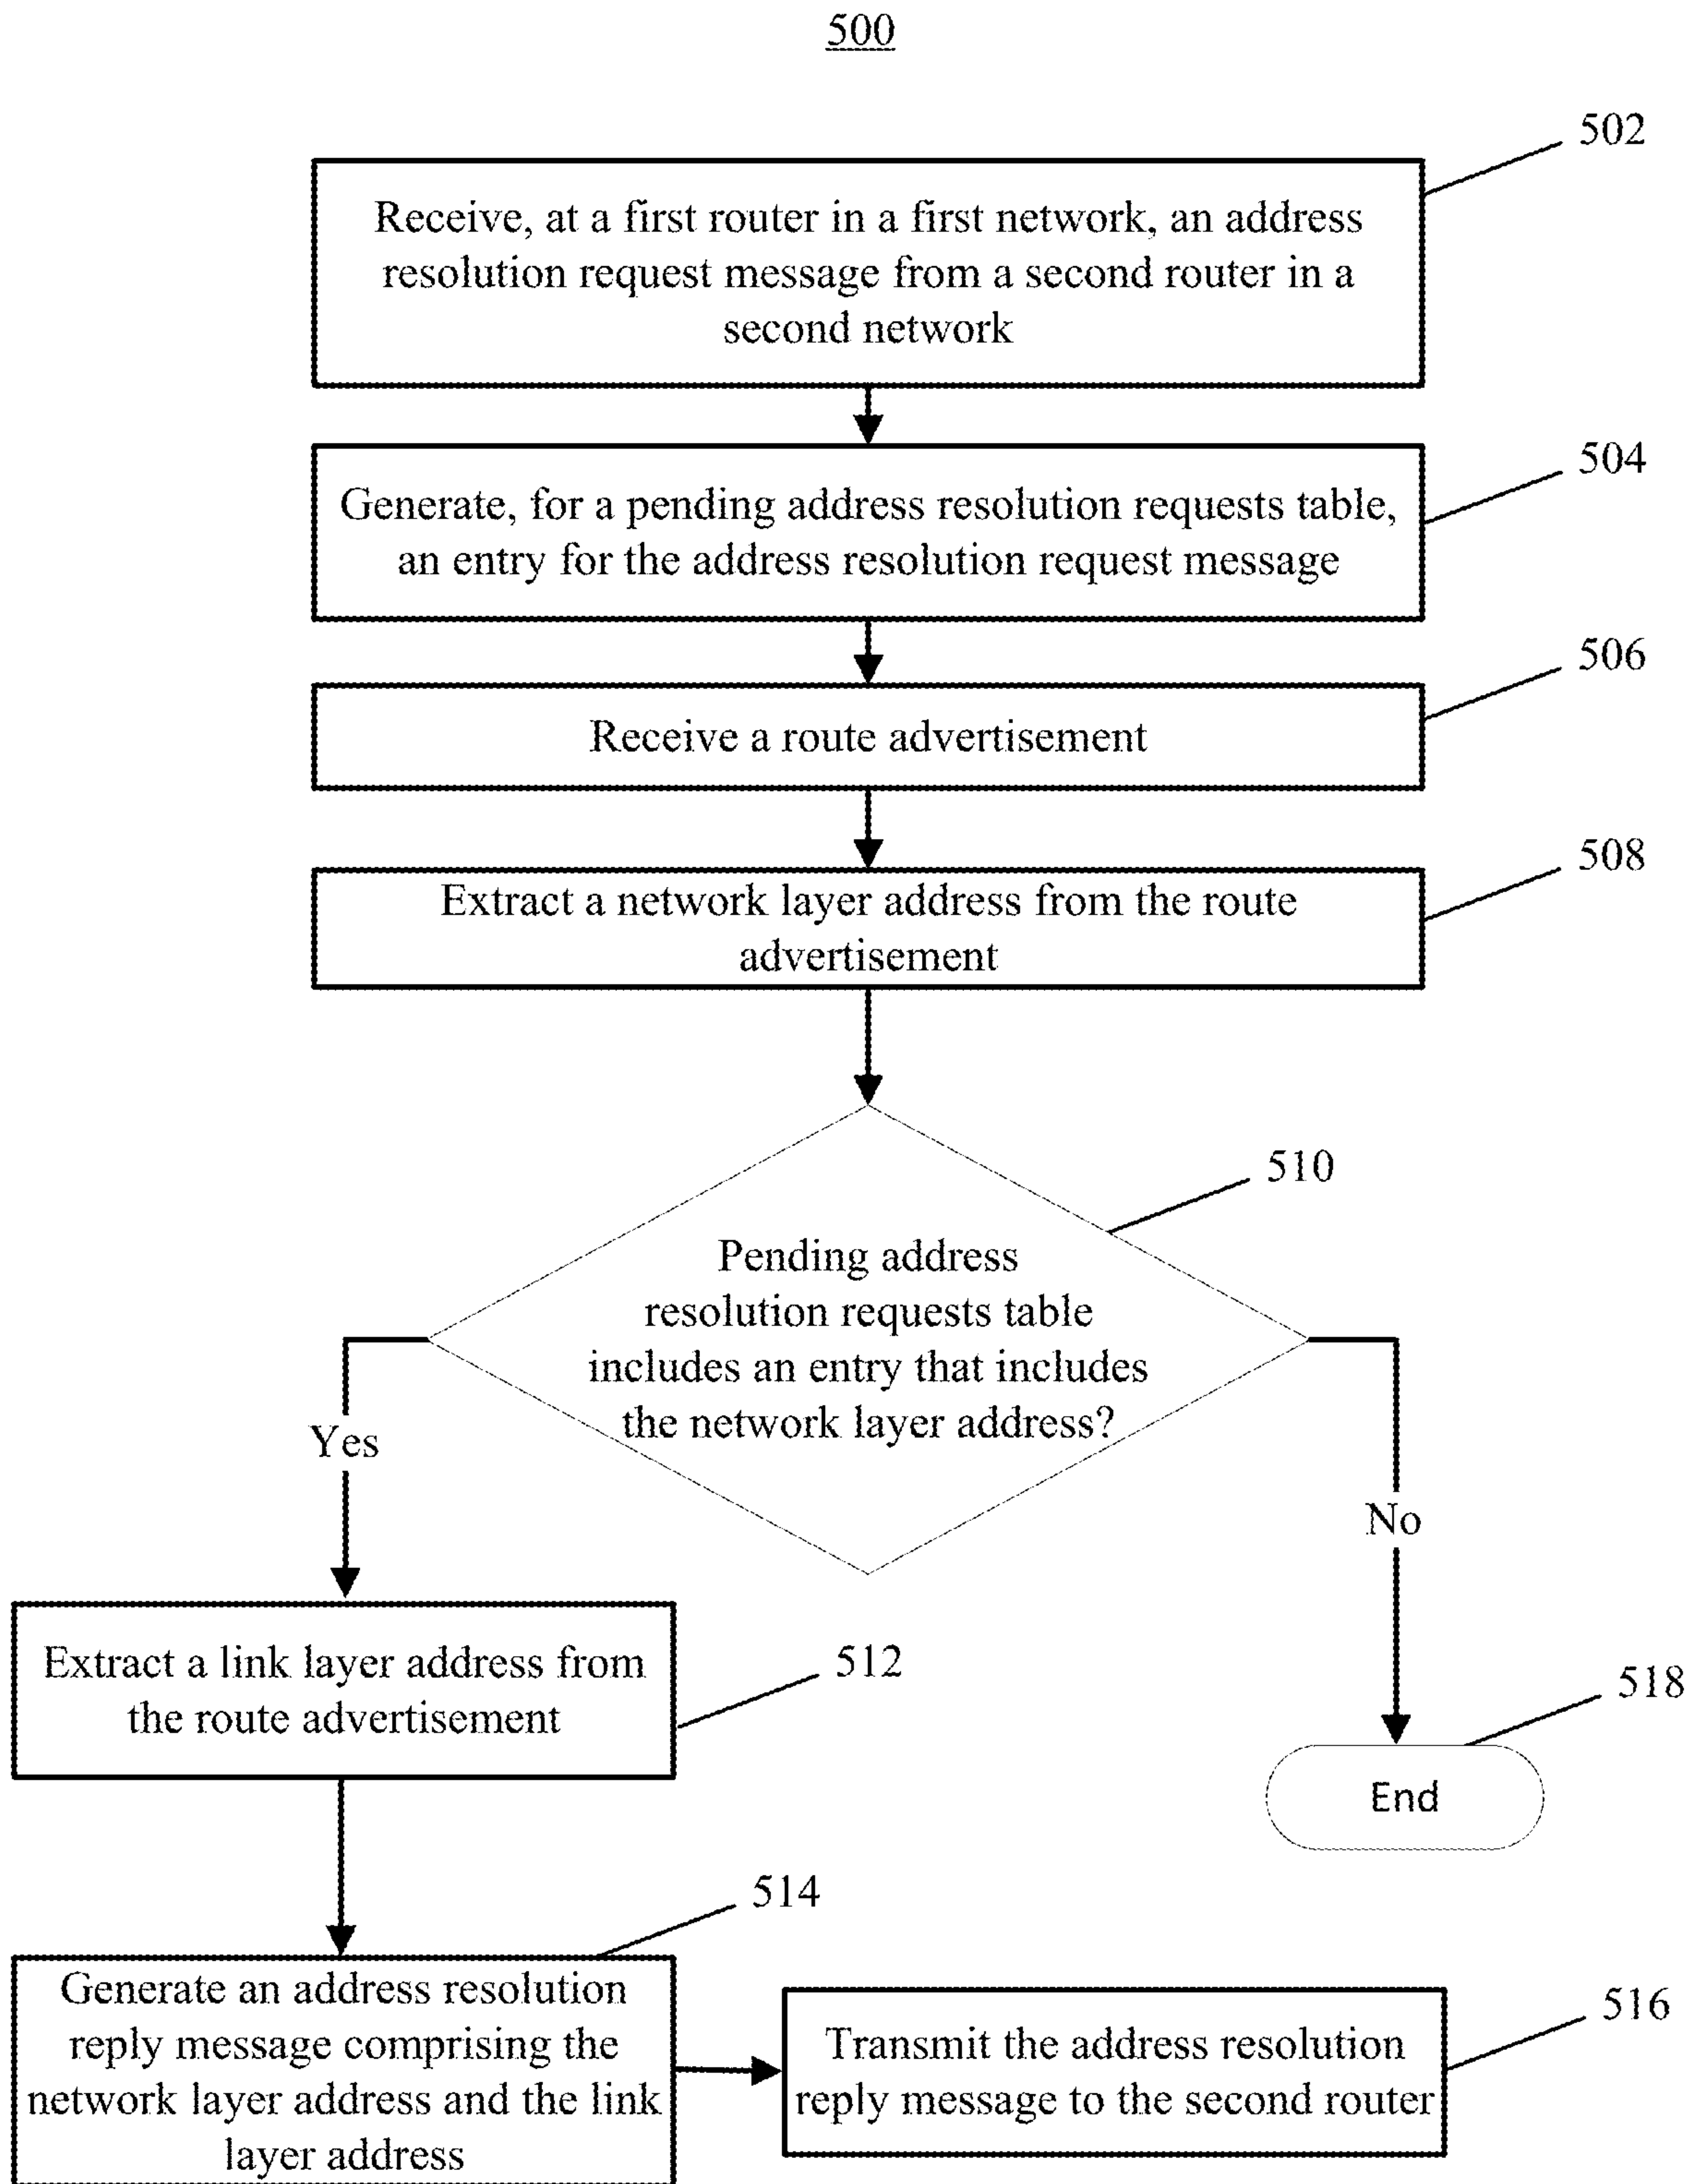 500
502
Receive, at a first router in a first network, an address
resolution request message from a second router in a
second network
504
Generate, for a pending address resolution requests table,
an entry for the address resolution request message
506
Receive a route advertisement
508
Extract a network layer address from the route
advertisement
510
Pending address
resolution requests table
includes an entry that includes
the network layer address?
Yes
No
Extract a link layer address from
the route advertisement
512
518
End
514
Generate an address resolution
reply message comprising the
network layer address and the link
layer address
516
Transmit the address resolution
reply message to the second router